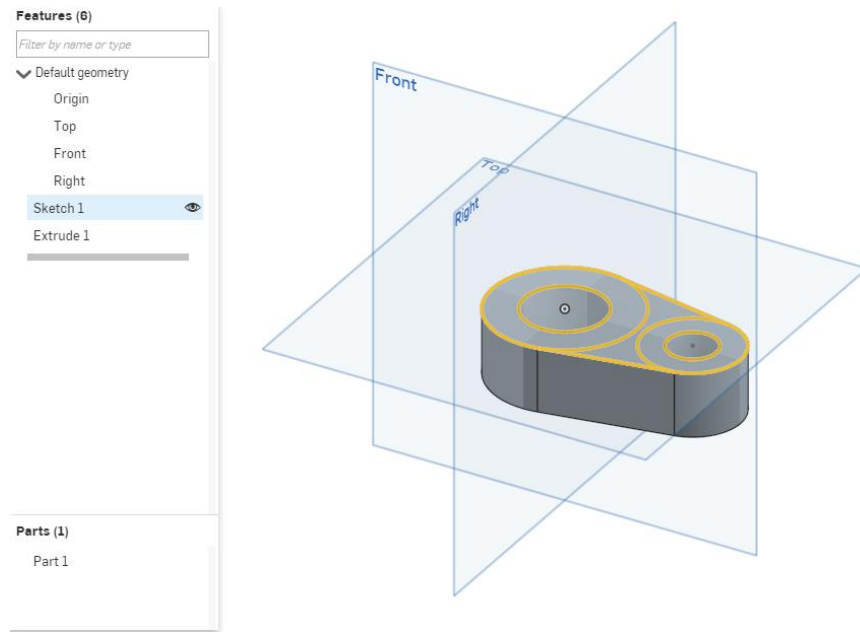 Features (6)
Filter by name or type
Default geometry
Origin
Top
Front
Right
Sketch 1
Extrude 1
Parts (1)
Part 1
Front
Top
Right